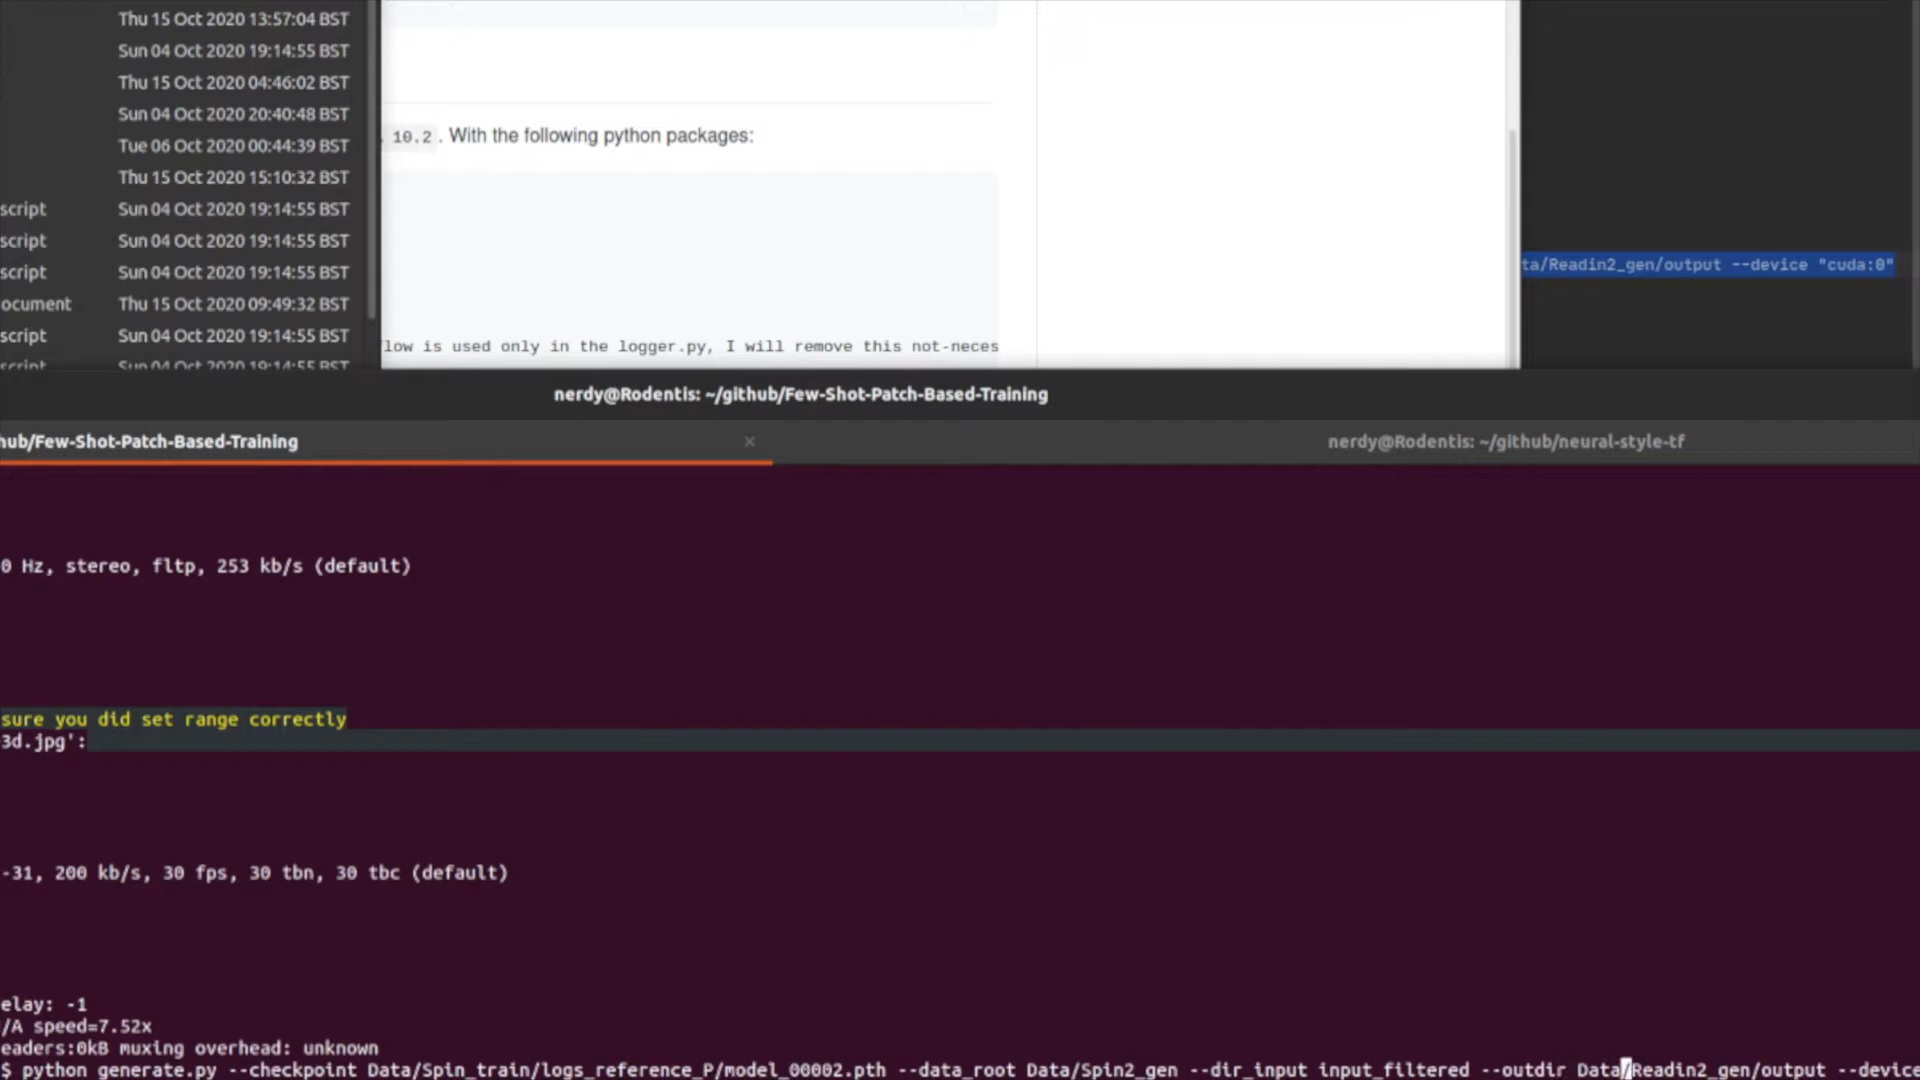 Thu 15 Oct 2020 13:57:04 BST
Sun 04 Oct 2020 19:14:55 BST
Thu 15 Oct 2020 04:46:02 BST
Sun 04 Oct 2020 20:40:48 BST
Tue 06 Oct 2020 00:44:39 BST
Thu 15 Oct 2020 15:10:32 BST
script Sun 04 Oct 2020 19:14:55 BST
script Sun 04 Oct 2020 19:14:55 BST
script Sun 04 Oct 2020 19:14:55 BST
ocument Thu 15 Oct 2020 09:49:32 BST
script Sun 04 Oct 2020 19:14:55 BST
script Sun 04 Oct 2020 19:14:55 BST
10.2 . With the following python packages:
low is used only in the logger.py, I will remove this not-neces
ta/Readin2_gen/output --device "cuda:0"
nerdy@Rodentis: ~/github/Few-Shot-Patch-Based-Training
hub/Few-Shot-Patch-Based-Training ×
nerdy@Rodentis: ~/github/neural-style-tf
0 Hz, stereo, fltp, 253 kb/s (default)
sure you did set range correctly
3d.jpg':
-31, 200 kb/s, 30 fps, 30 tbn, 30 tbc (default)
elay: -1
/A speed=7.52x
eaders:0kB muxing overhead: unknown
$ python generate.py --checkpoint Data/Spin_train/logs_reference_P/model_00002.pth --data_root Data/Spin2_gen --dir_input input_filtered --outdir Data/Readin2_gen/output --device